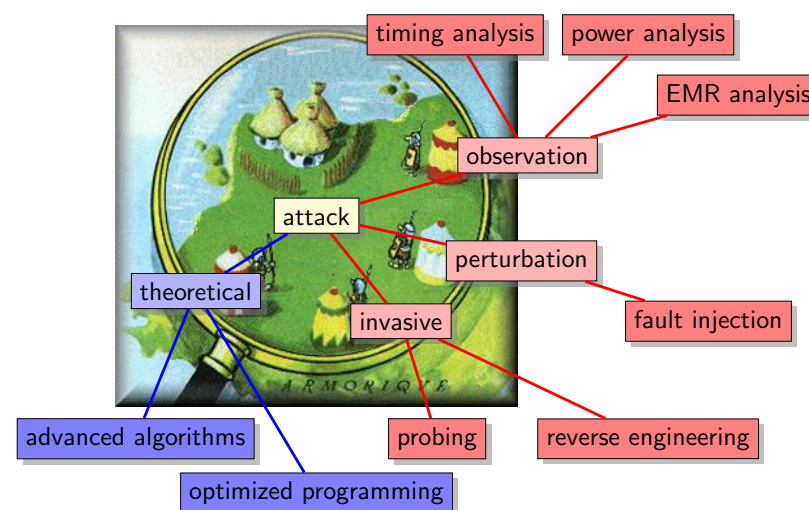 timing analysis
power analysis
EMR analysis
observation
attack
perturbation
theoretical
invasive
fault injection
ARMORIQUE
advanced algorithms
probing
reverse engineering
optimized programming